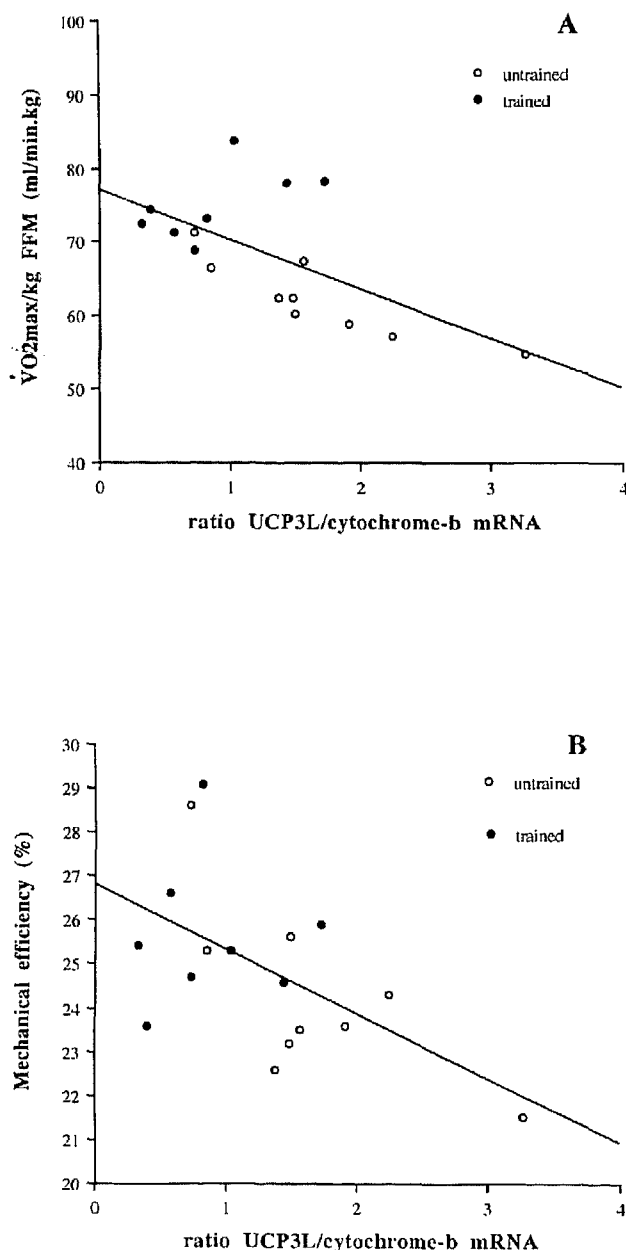 A
untrained
trained
100
90
80
70
60
50
40
V̇O2max/kg FFM (ml/min.kg)
0 1 2 3 4
ratio UCP3L/cytochrome-b mRNA
B
untrained
trained
30
29
28
27
26
25
24
23
22
21
20
Mechanical efficiency (%)
0 1 2 3 4
ratio UCP3L/cytochrome-b mRNA